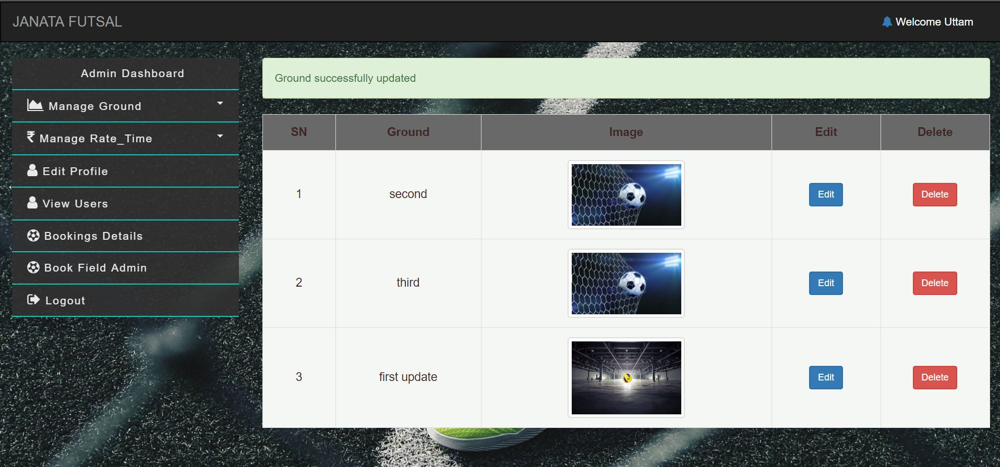 JANATA FUTSAL
Welcome Uttam
Admin Dashboard
Manage Ground
Manage Rate_Time
Edit Profile
View Users
Bookings Details
Book Field Admin
Logout
Ground successfully updated
SN Ground Image Edit Delete
1 second Edit Delete
2 third Edit Delete
3 first update Edit Delete